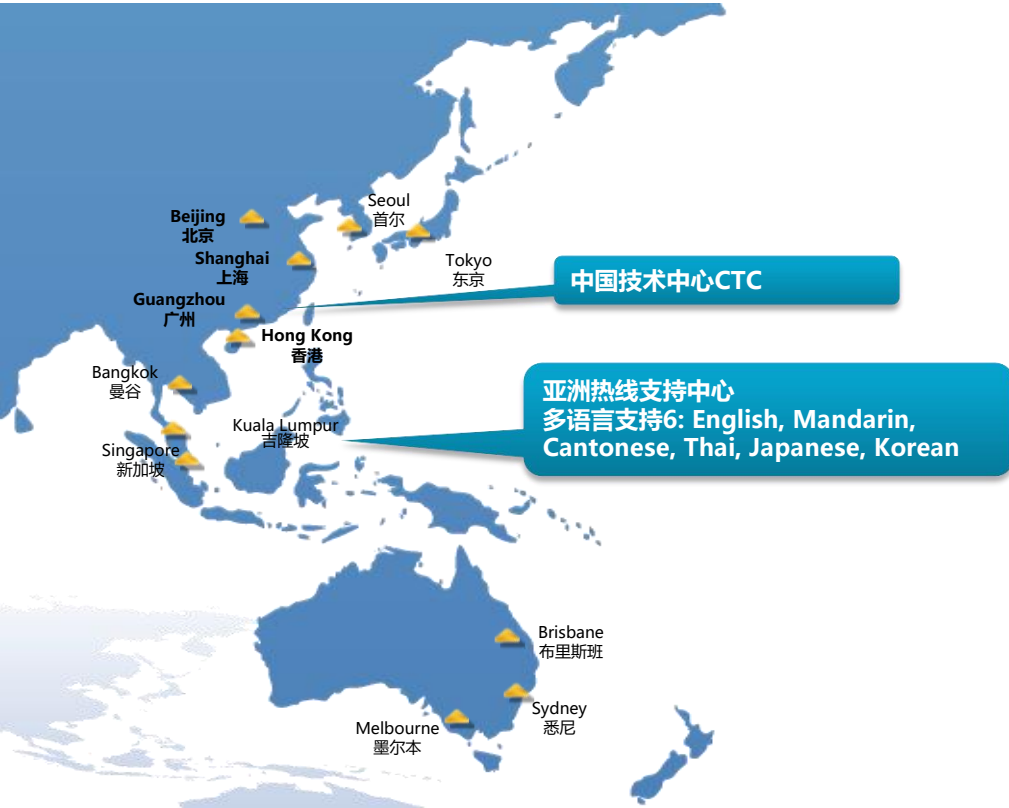 Seoul
首尔
Beijing
北京
Tokyo
东京
Shanghai
上海
中国技术中心CTC
Guangzhou
广州
Hong Kong
香港
Bangkok
曼谷
亚洲热线支持中心
多语言支持6: English, Mandarin,
Cantonese, Thai, Japanese, Korean
Kuala Lumpur
吉隆坡
Singapore
新加坡
Brisbane
布里斯班
Sydney
悉尼
Melbourne
墨尔本